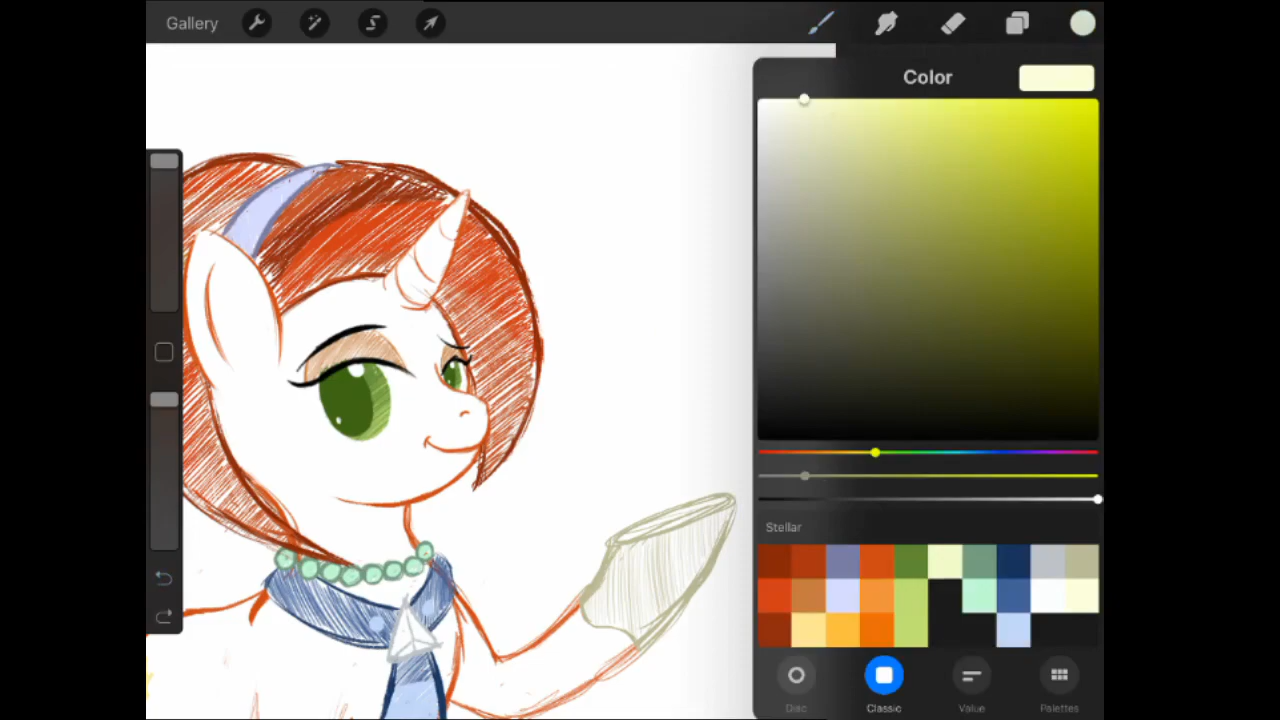 Gallery
Color
Stellar
Disc
Classic
Value
Palettes